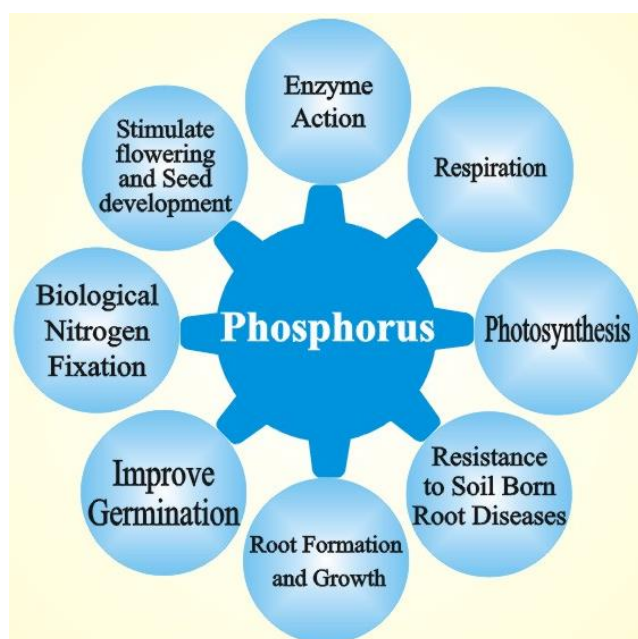 Enzyme
Action
Respiration
Photosynthesis
Resistance
to Soil Born
Root Diseases
Root Formation
and Growth
Improve
Germination
Biological
Nitrogen
Fixation
Stimulate
flowering
and Seed
development
Phosphorus